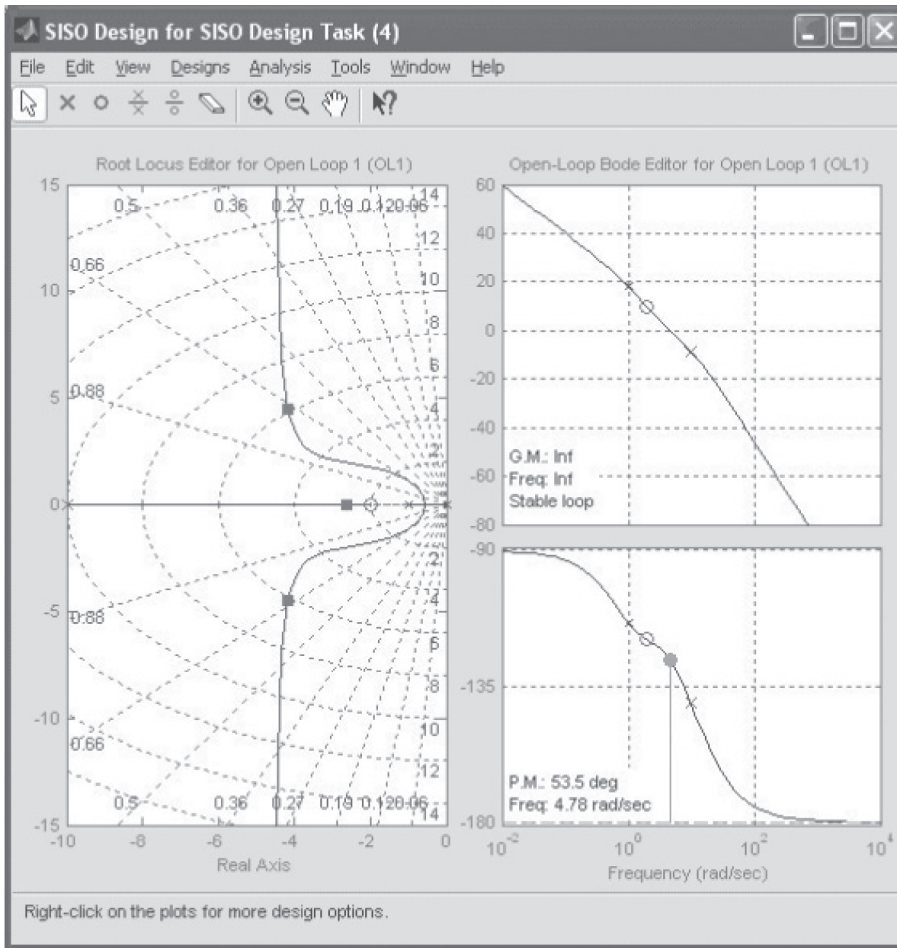 SISO Design for SISO Design Task (4)
File Edit View Designs Analysis Tools Window Help
Root Locus Editor for Open Loop 1 (OL1)
15
10
5
0
-5
-10
-15
0.5 0.36 0.27 0.19 0.12 0.06
0.66
0.88
0.88
0.66
0.5 0.36 0.27 0.19 0.12 0.06
14
12
10
8
6
4
2
2
4
6
8
10
12
14
-10 -8 -6 -4 -2 0
Real Axis
Open-Loop Bode Editor for Open Loop 1 (OL1)
60
40
20
0
-20
-40
-60
-80
G.M.: Inf
Freq: Inf
Stable loop
-90
-135
-180
P.M.: 53.5 deg
Freq: 4.78 rad/sec
10^-2 10^0 10^2 10^4
Frequency (rad/sec)
Right-click on the plots for more design options.